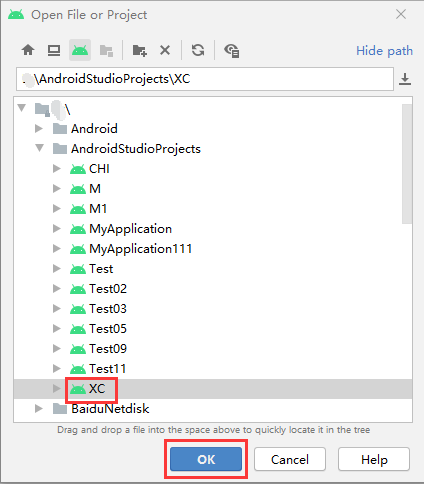 Open File or Project
Hide path
:\AndroidStudioProjects\XC
\
Android
AndroidStudioProjects
CHI
M
M1
MyApplication
MyApplication111
Test
Test02
Test03
Test05
Test09
Test11
XC
BaiduNetdisk
Drag and drop a file into the space above to quickly locate it in the tree
OK
Cancel
Help